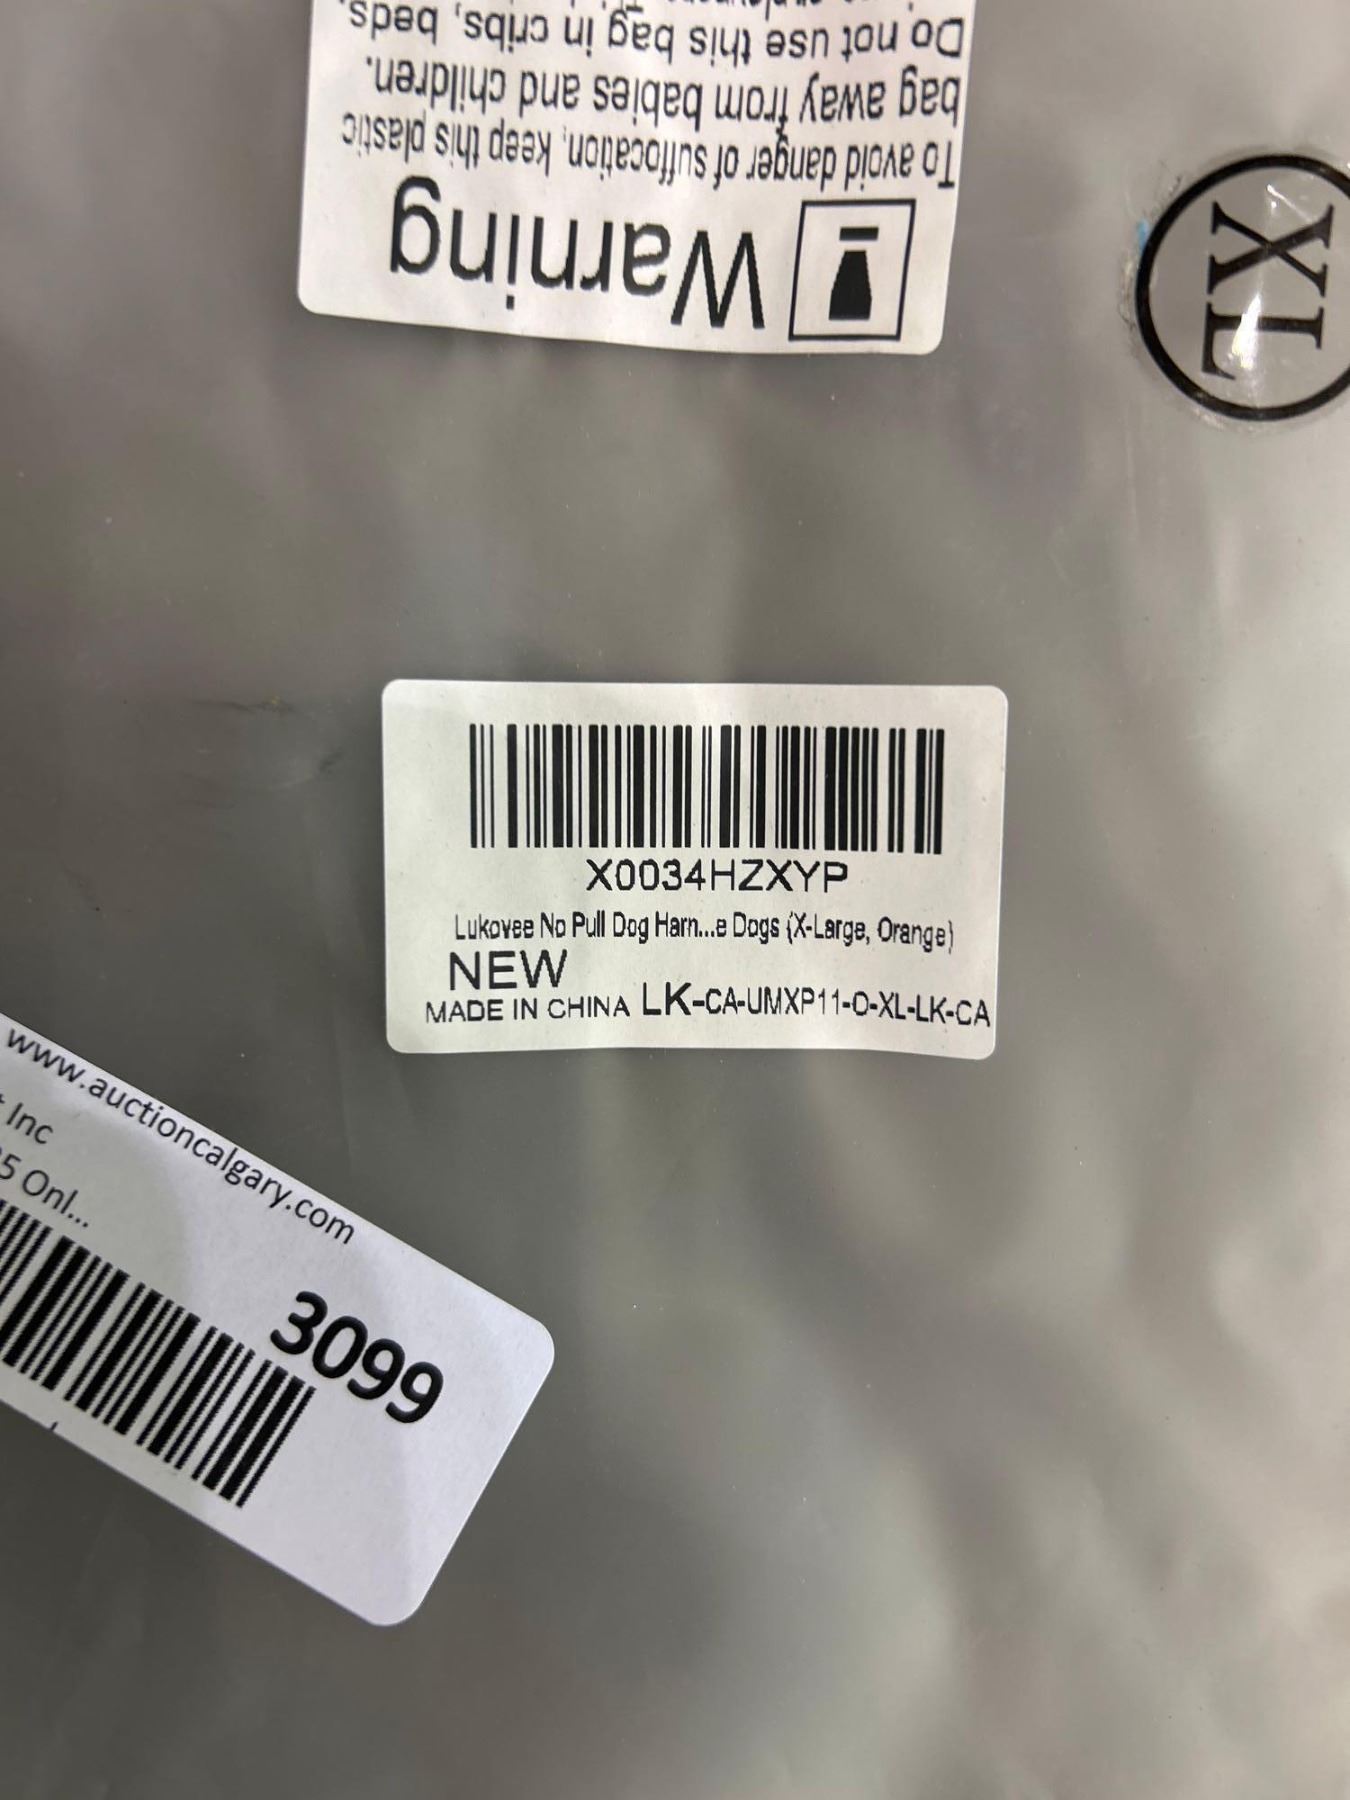 Warning
To avoid danger of suffocation, keep this plastic
bag away from babies and children.
Do not use this bag in cribs, beds,
XL
X0034HZXYP
Lukovee No Pull Dog Harn...e Dogs (X-Large, Orange)
NEW
MADE IN CHINA LK-CA-UMXP11-O-XL-LK-CA
www.auctioncalgary.com
Inc
5 Onl...
3099